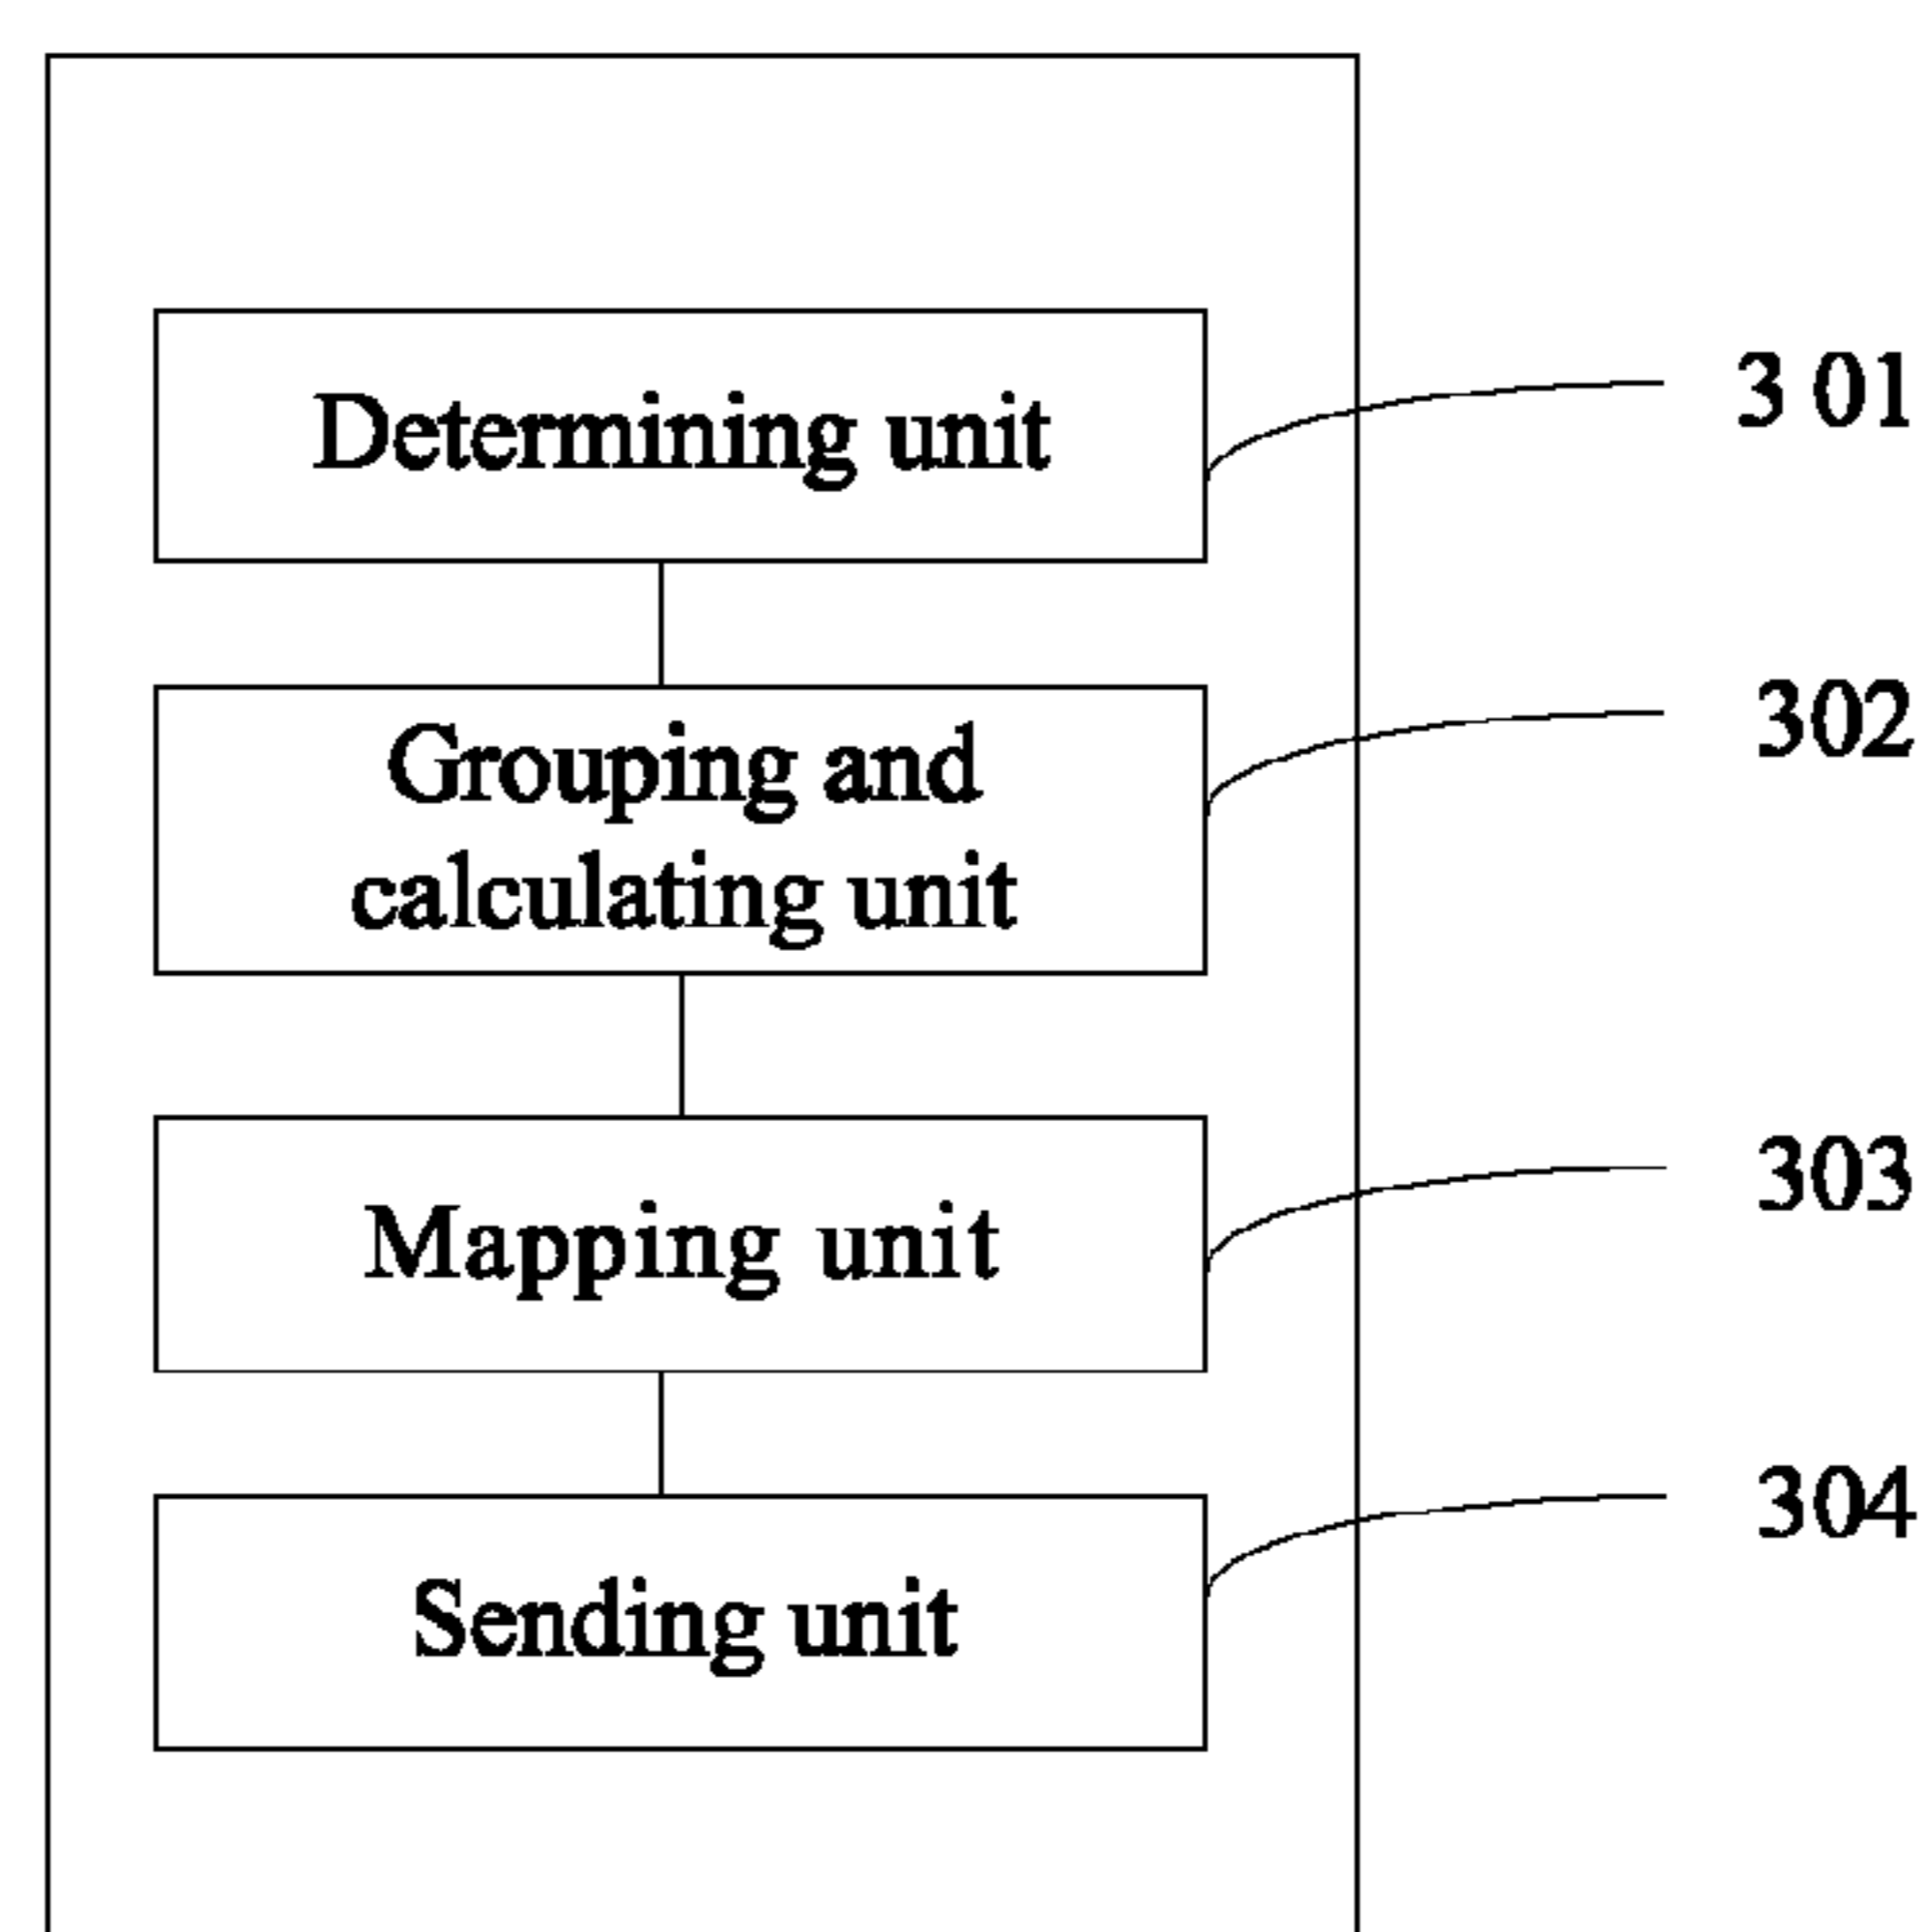 Determining unit
3 01
Grouping and
calculating unit
302
Mapping unit
303
Sending unit
304